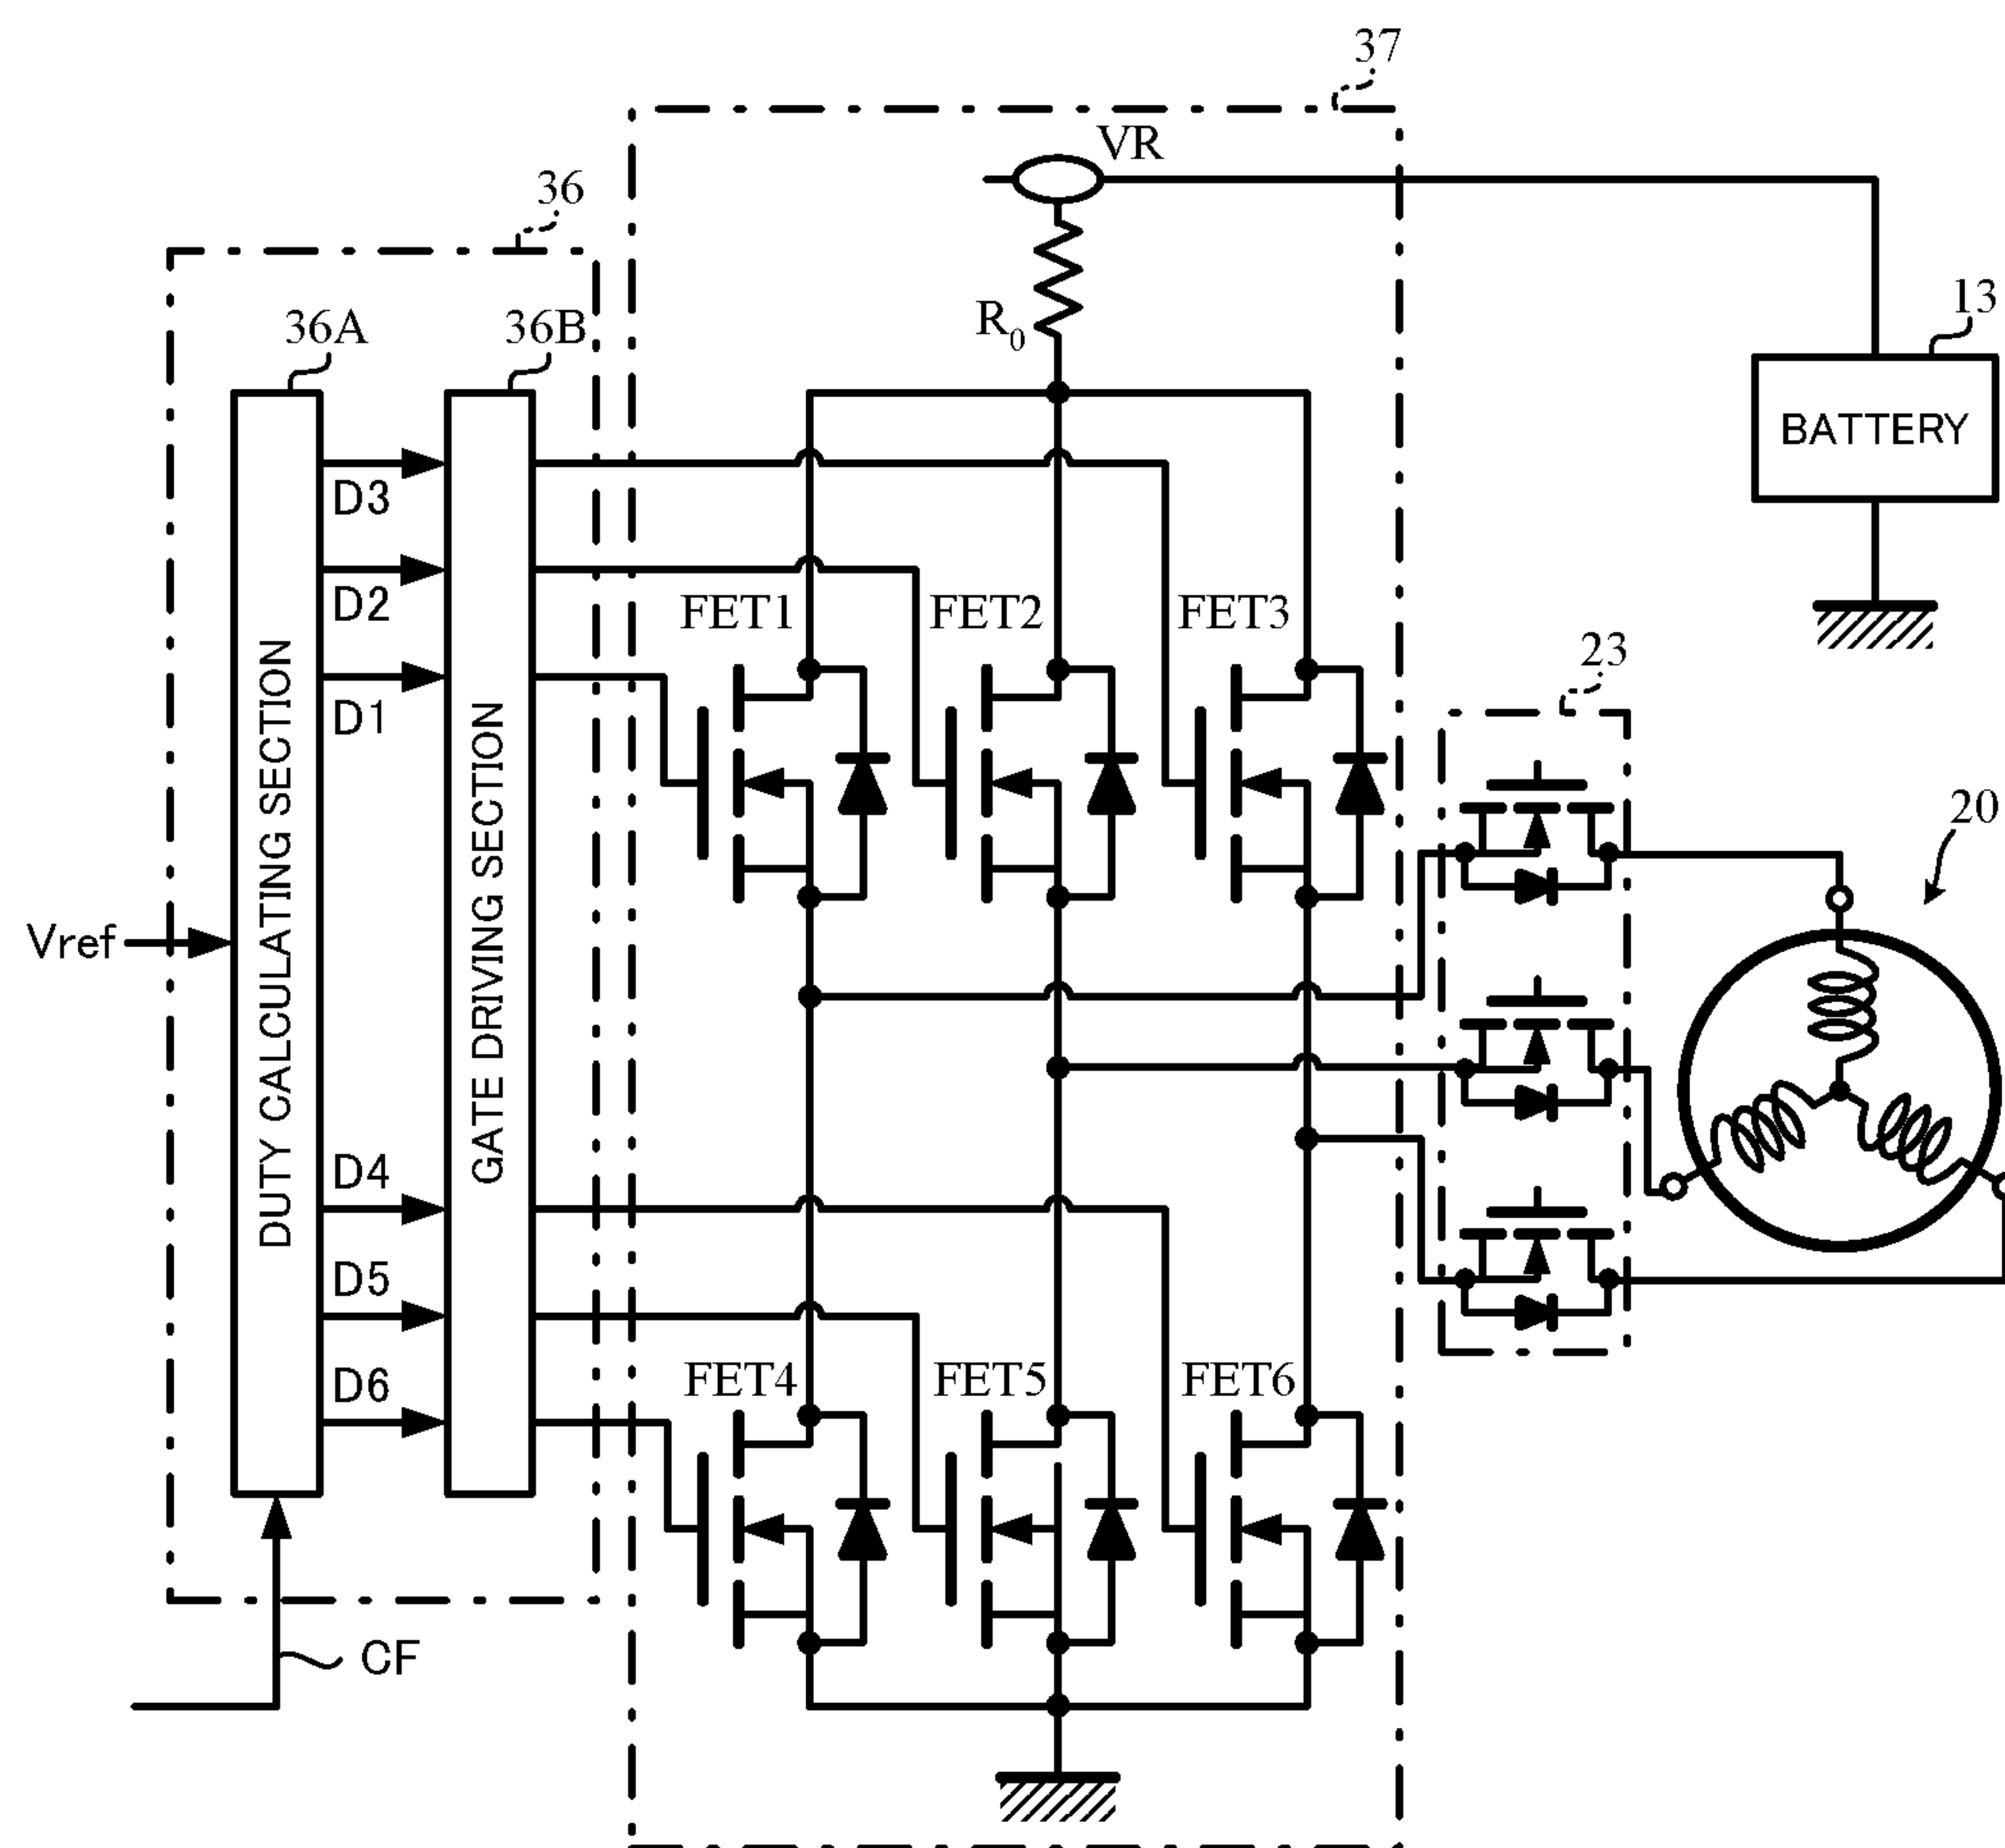 37
VR
36
R0
13
36A
36B
BATTERY
D3
D2
FET1
FET2
FET3
23
D1
20
DUTY CALCULATING SECTION
GATE DRIVING SECTION
Vref
D4
D5
D6
FET4
FET5
FET6
CF